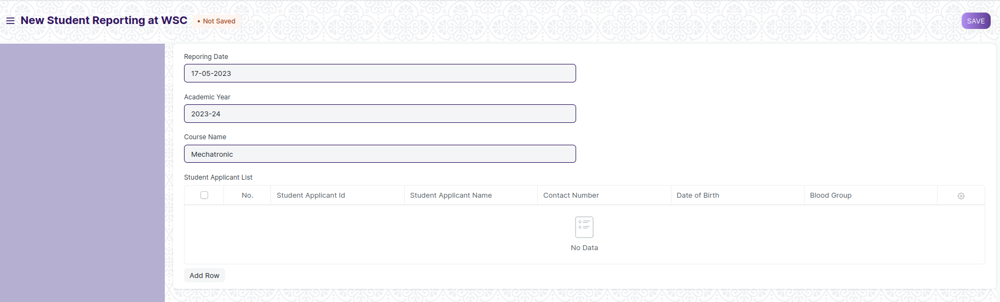 New Student Reporting at WSC • Not Saved SAVE
Reporing Date
17-05-2023
Academic Year
2023-24
Course Name
Mechatronic
Student Applicant List
No. Student Applicant Id Student Applicant Name Contact Number Date of Birth Blood Group
No Data
Add Row